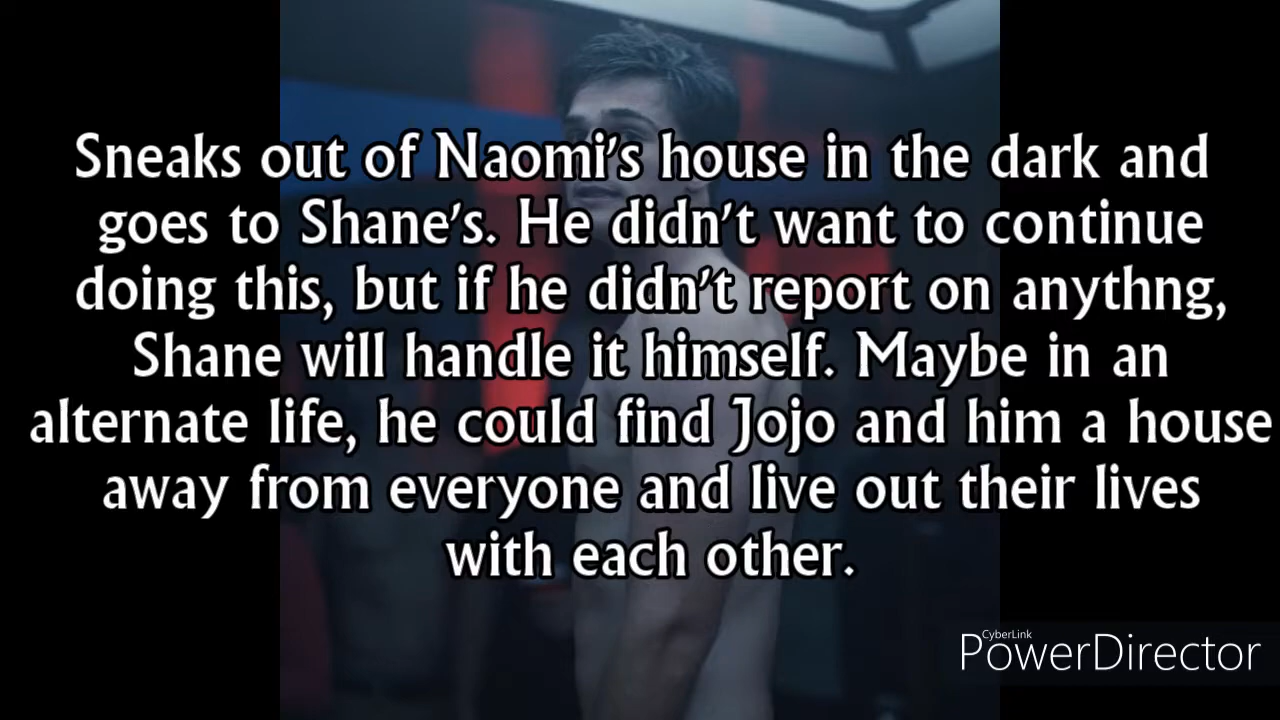 Sneaks out of Naomi's house in the dark and
goes to Shane's. He didn't want to continue
doing this, but if he didn't report on anythng,
Shane will handle it himself. Maybe in an
alternate life, he could find Jojo and him a house
away from everyone and live out their lives
with each other.
CyberLink
PowerDirector